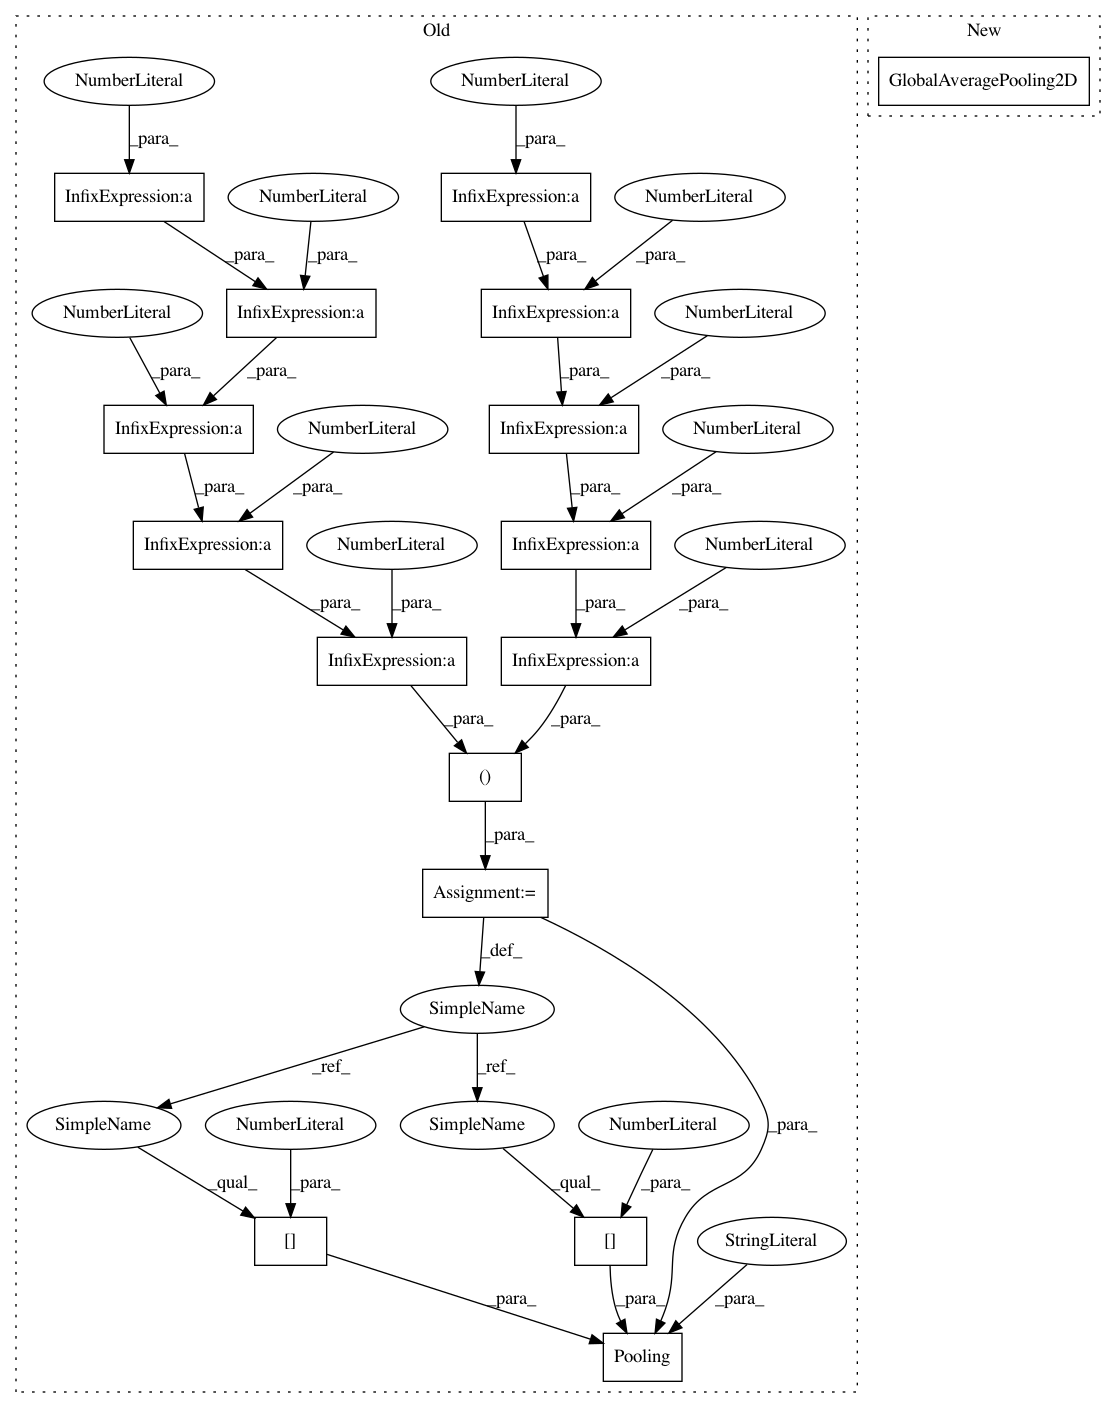 Old
New
NumberLiteral
NumberLiteral
GlobalAveragePooling2D
_para_
_para_
InfixExpression:a
NumberLiteral
InfixExpression:a
NumberLiteral
_para_
_para_
_para_
_para_
NumberLiteral
InfixExpression:a
InfixExpression:a
NumberLiteral
_para_
_para_
_para_
_para_
InfixExpression:a
NumberLiteral
InfixExpression:a
NumberLiteral
_para_
_para_
_para_
_para_
InfixExpression:a
NumberLiteral
InfixExpression:a
NumberLiteral
_para_
_para_
_para_
_para_
InfixExpression:a
InfixExpression:a
_para_
_para_
()
_para_
Assignment:=
_def_
SimpleName
_ref_
_ref_
SimpleName
NumberLiteral
SimpleName
NumberLiteral
_para_
_qual_
_para_
_qual_
_para_
[]
[]
StringLiteral
_para_
_para_
_para_
Pooling